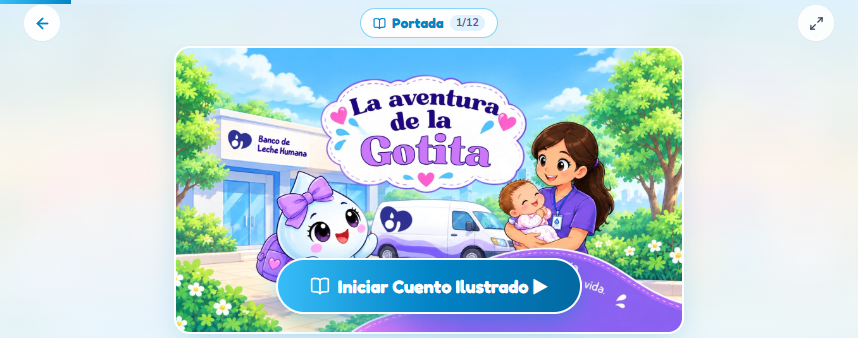 Portada 1/12
La aventura
de la
Gotita
Banco de
Leche Humana
Iniciar Cuento Ilustrado
vida.